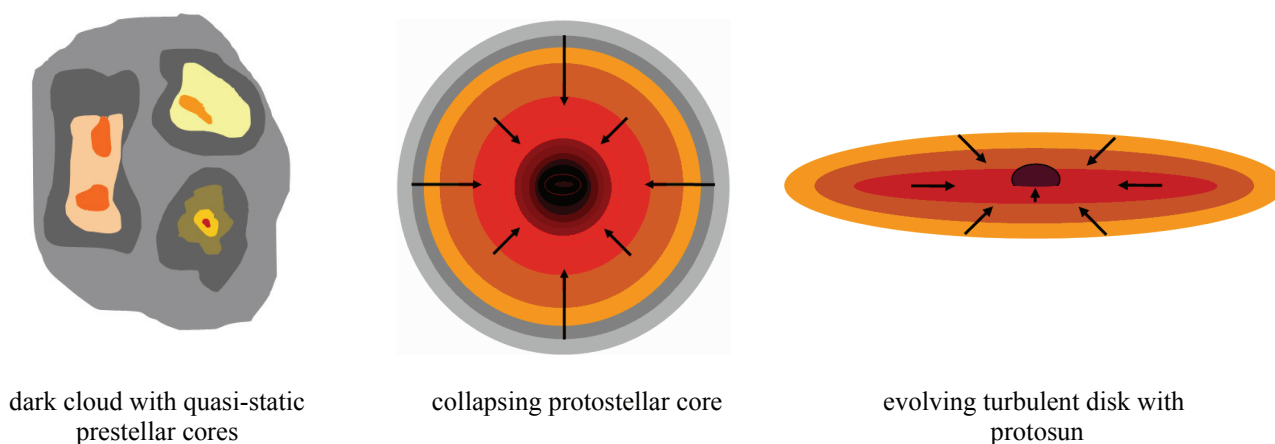 dark cloud with quasi-static
prestellar cores
collapsing protostellar core
evolving turbulent disk with
protosun